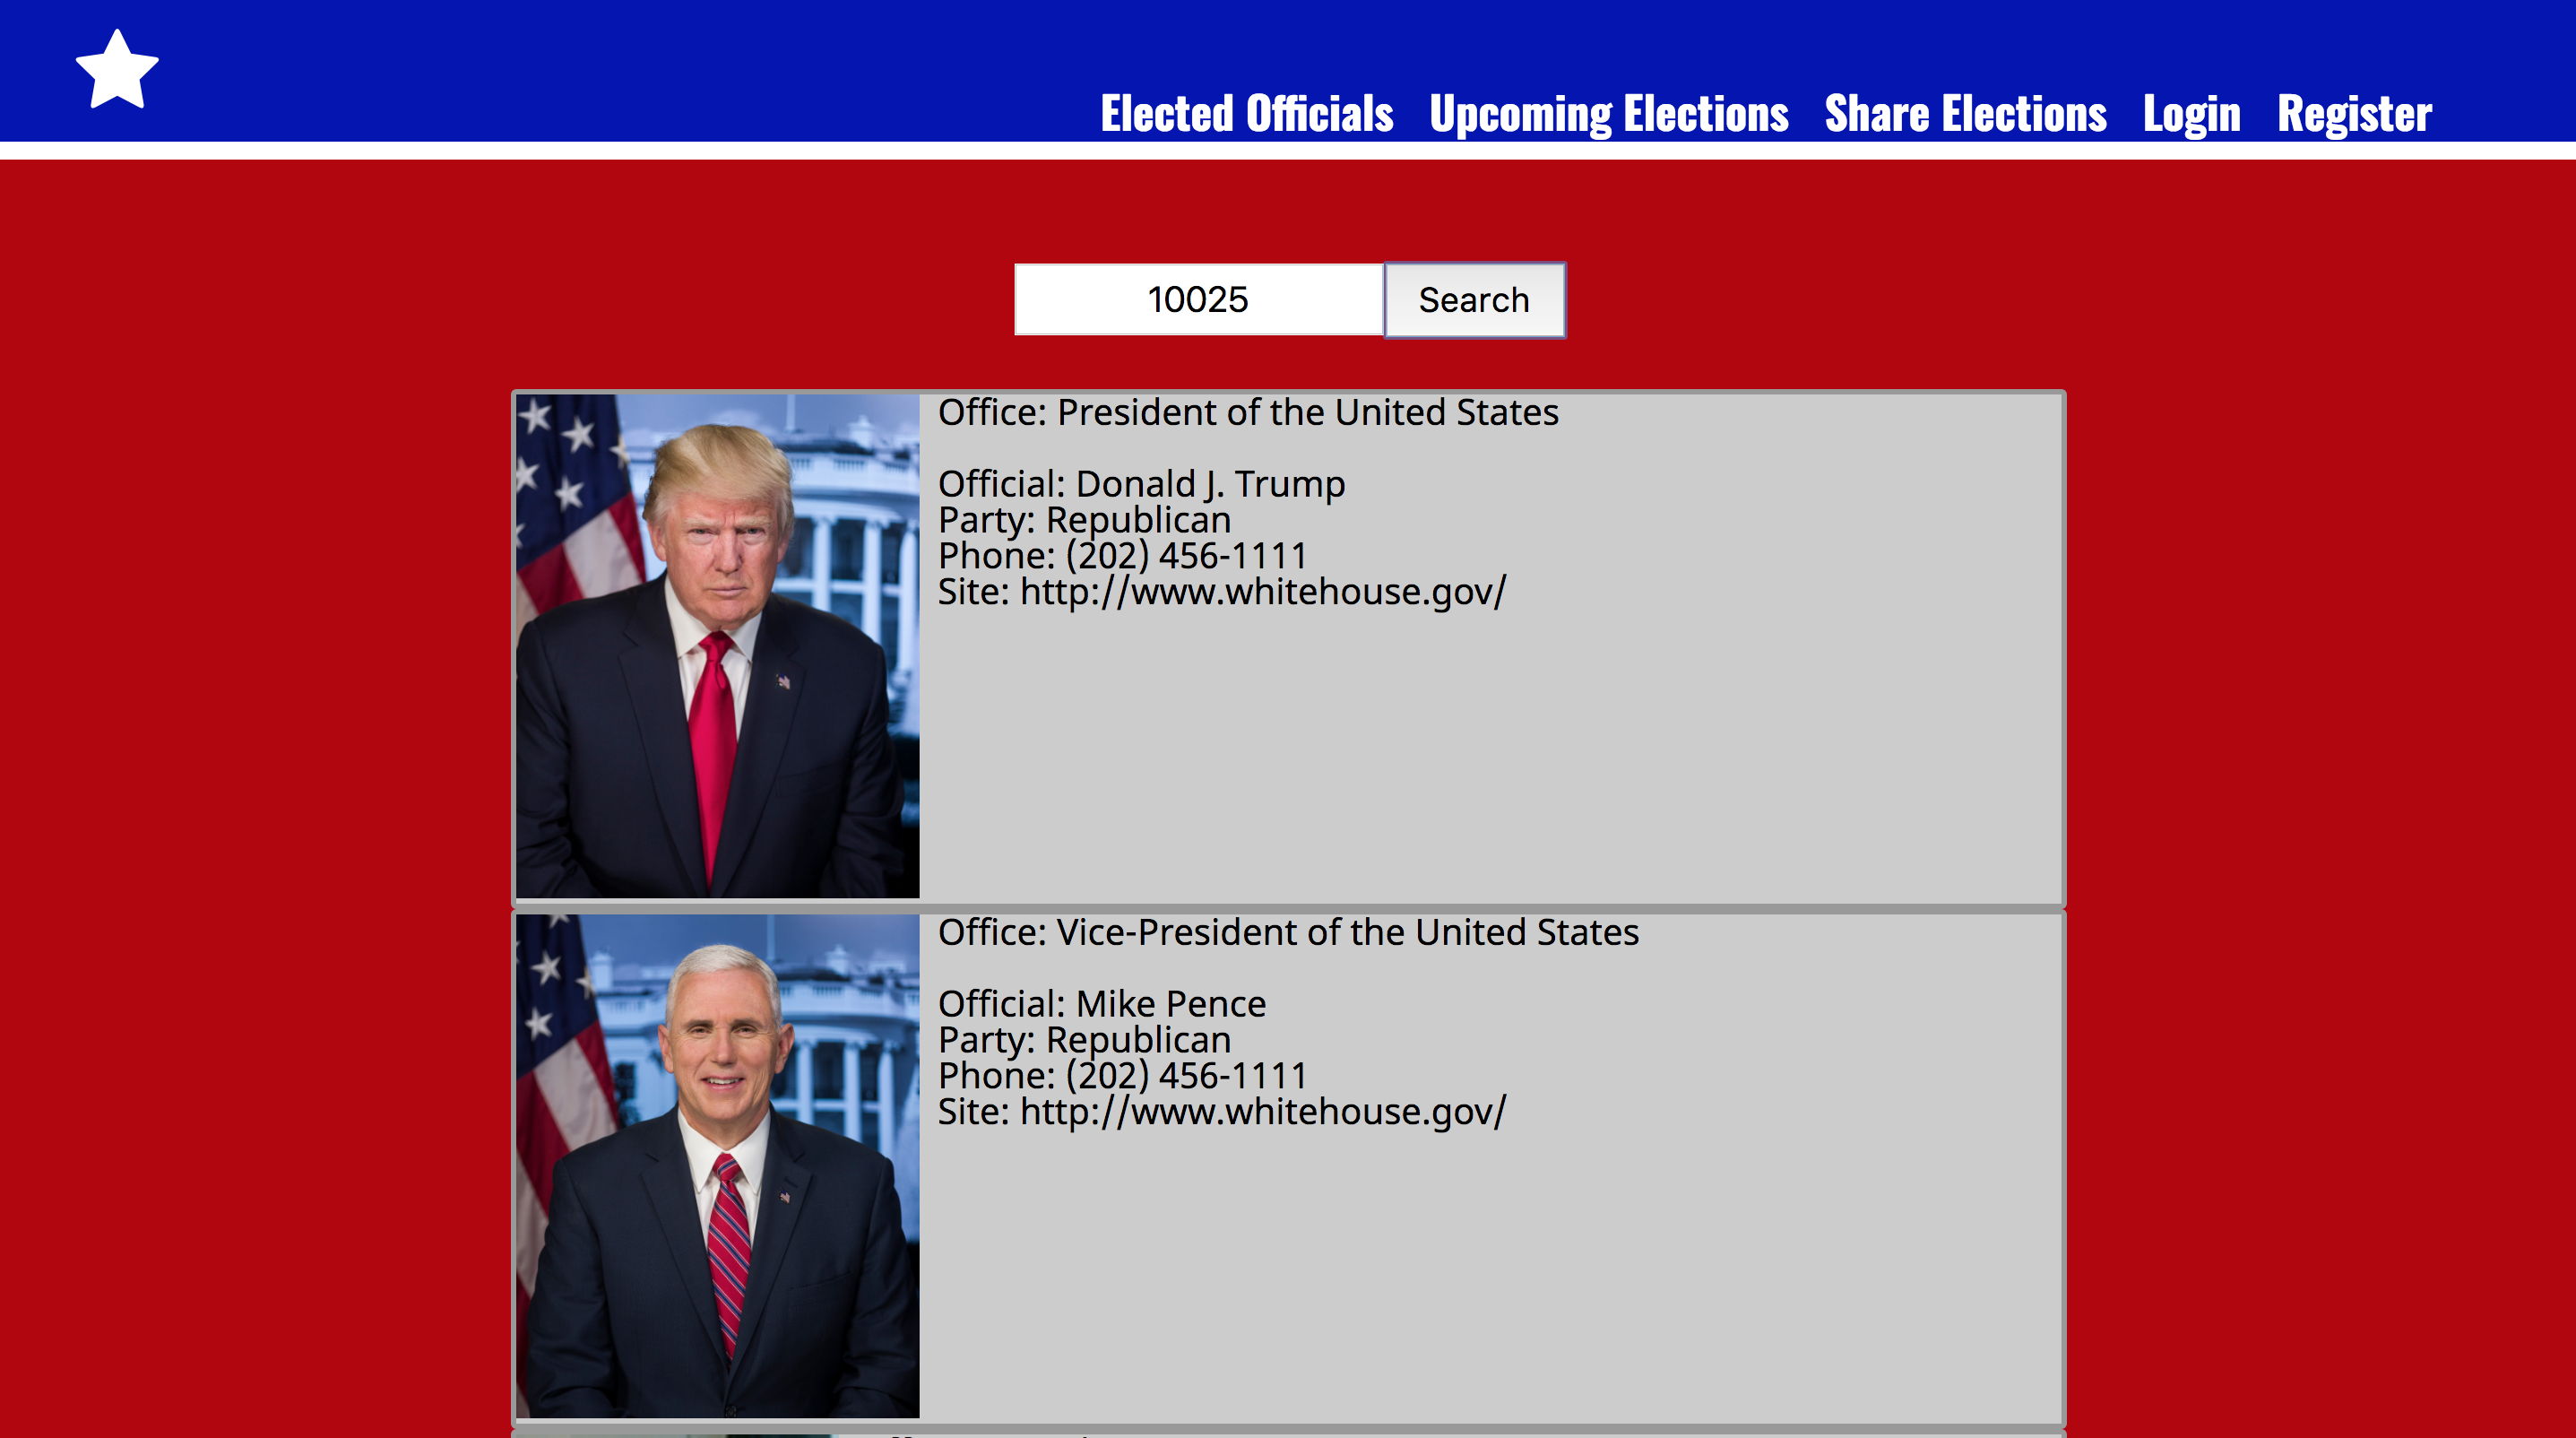 Elected Officials Upcoming Elections Share Elections Login Register
10025 Search
Office: President of the United States
Official: Donald J. Trump
Party: Republican
Phone: (202) 456-1111
Site: http://www.whitehouse.gov/
Office: Vice-President of the United States
Official: Mike Pence
Party: Republican
Phone: (202) 456-1111
Site: http://www.whitehouse.gov/